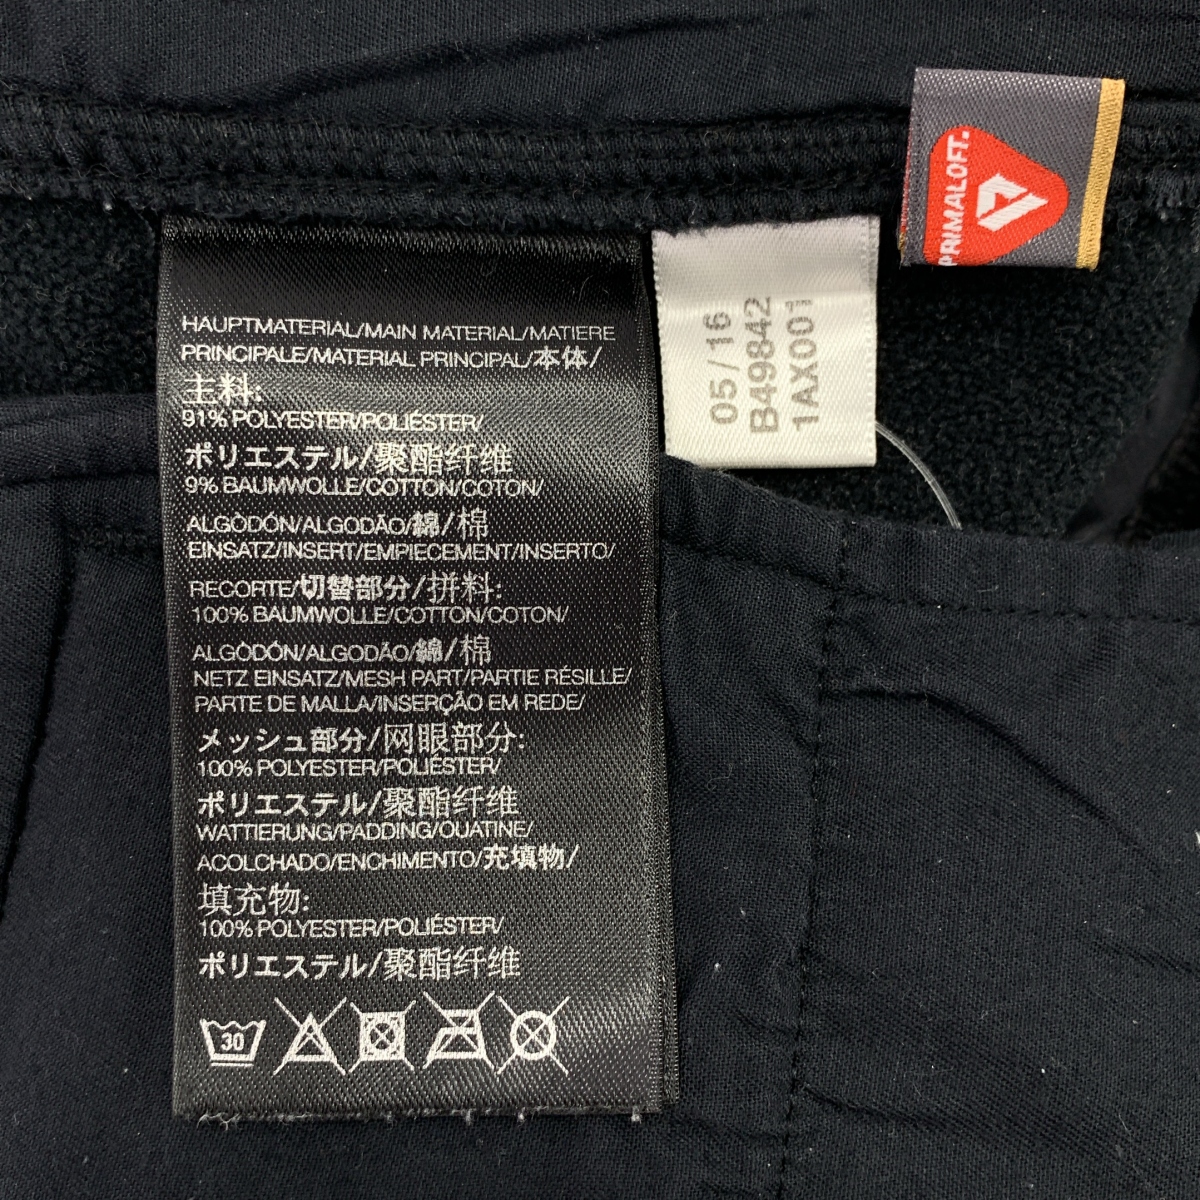 HAUPTMATERIAL/MAIN MATERIAL/MATIERE
PRINCIPALE/MATERIAL PRINCIPAL/本体/
主料:
91% POLYESTER/POLIÉSTER/
ポリエステル/聚酯纤维
9% BAUMWOLLE/COTTON/COTON/
ALGÒDÓN/ALGODÃO/綿/棉
EINSATZ/INSERT/EMPIECEMENT/INSERTO/
RECORTE/切替部分/拼料:
100% BAUMWOLLE/COTTON/COTON/
ALGÒDÓN/ALGODÃO/綿/棉
NETZ EINSATZ/MESH PART/PARTIE RÉSILLE/
PARTE DE MALLA/INSERÇÃO EM REDE/
メッシュ部分/网眼部分:
100% POLYESTER/POLIÉSTER/
ポリエステル/聚酯纤维
WATTIERUNG/PADDING/OUATINE/
ACOLCHADO/ENCHIMENTO/充填物/
填充物:
100% POLYESTER/POLIÉSTER/
ポリエステル/聚酯纤维
30
05/16
B49842
1AX001
PRIMALOFT.